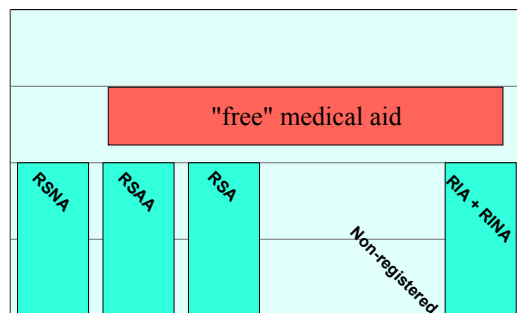 "free" medical aid
RSNA
RSAA
RSA
Non-registered
RIA + RINA